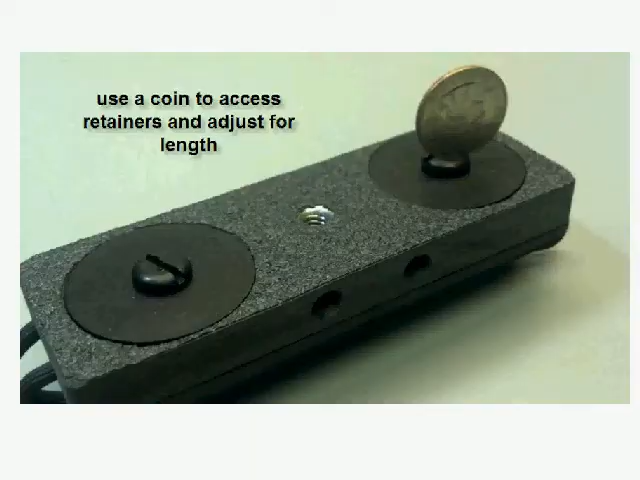 use a coin to access
retainers and adjust for
length